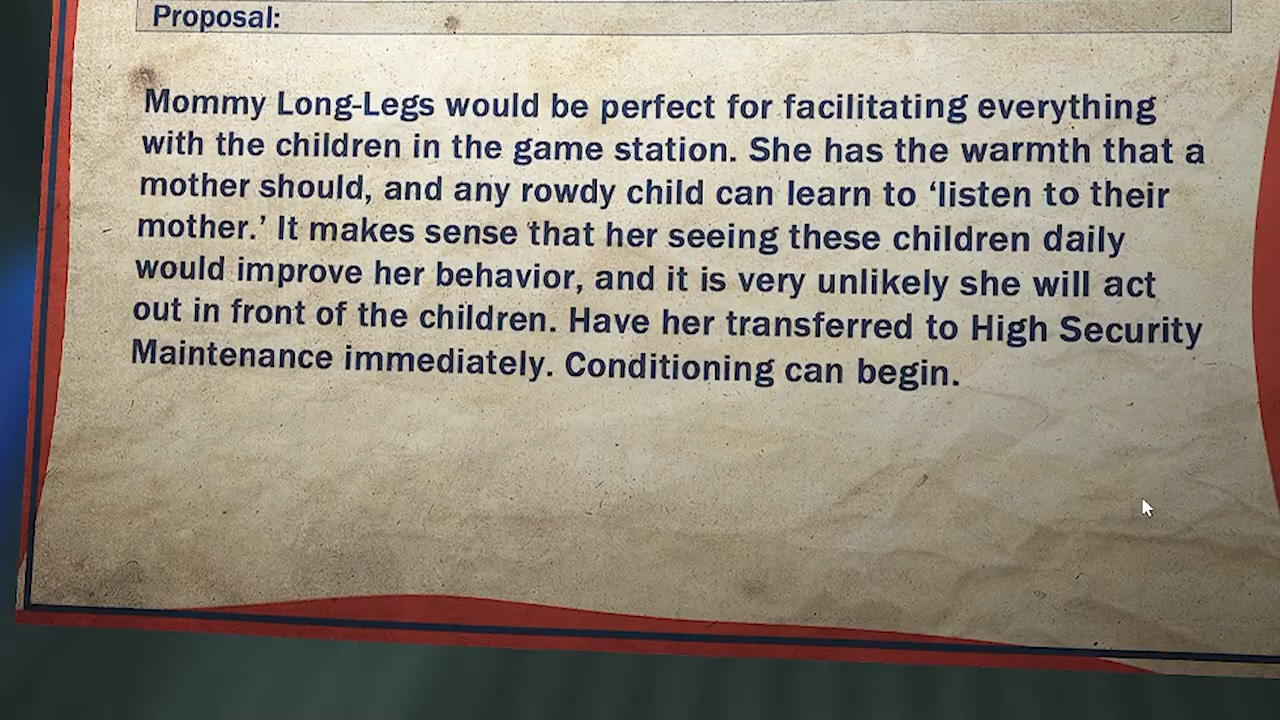 Proposal:
Mommy Long-Legs would be perfect for facilitating everything
with the children in the game station. She has the warmth that a
mother should, and any rowdy child can learn to ‘listen to their
mother.’ It makes sense that her seeing these children daily
would improve her behavior, and it is very unlikely she will act
out in front of the children. Have her transferred to High Security
Maintenance immediately. Conditioning can begin.